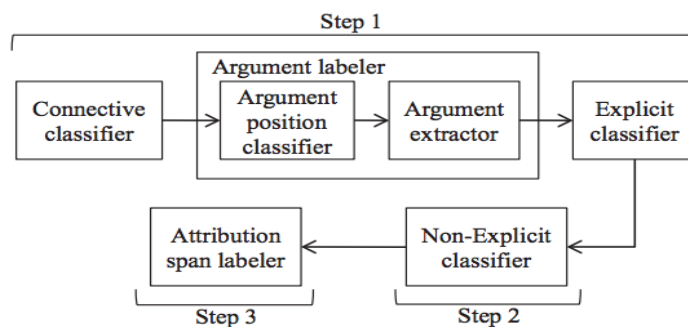 Step 1
Argument labeler
Connective
classifier
Argument
position
classifier
Argument
extractor
Explicit
classifier
Attribution
span labeler
Non-Explicit
classifier
Step 3
Step 2